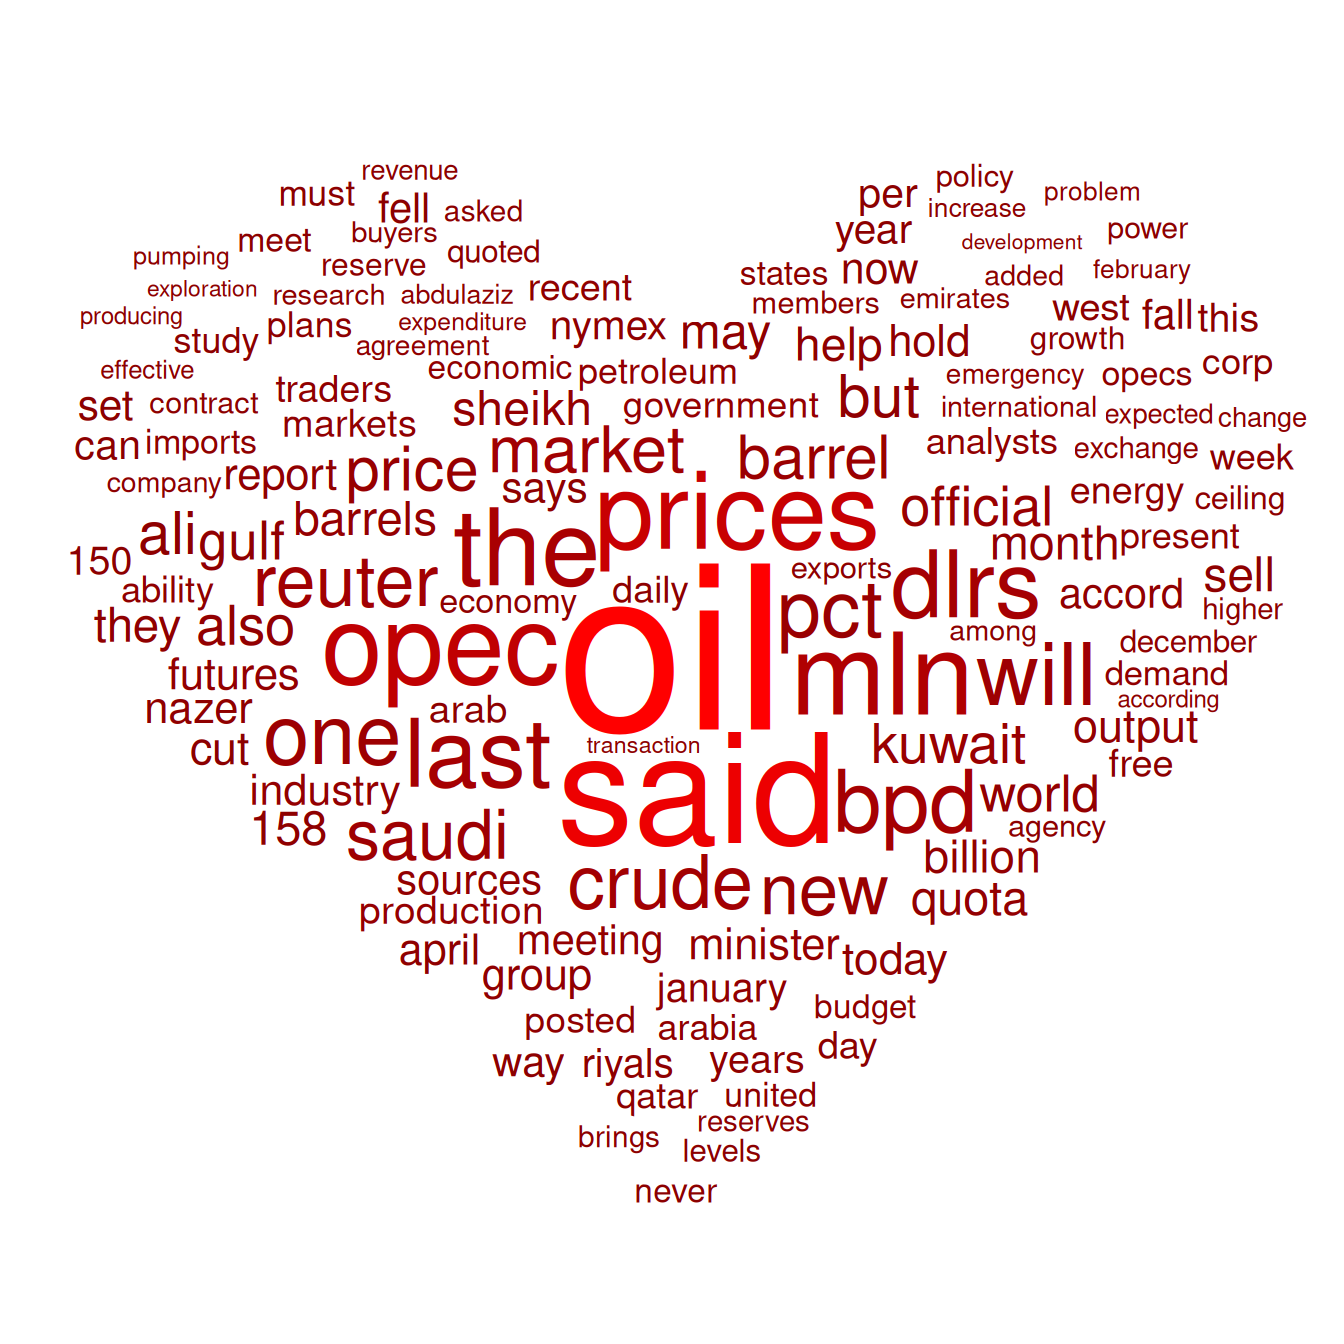 revenue
must
fell asked
per policy problem
increase
buyers
meet
quoted
year
power
development
pumping
reserve
states now added february
exploration research abdulaziz recent
members emirates
producing
study plans expenditure nymex may
west fall this
agreement
help hold growth
effective
economic petroleum
emergency opecs corp
traders
set contract
markets
sheikh government but
international expected change
can imports
market barrel analysts exchange week
company report price says
prices official energy ceiling
150 ali gulf barrels the
month present
ability reuter economy daily
exports
pct dlrs accord sell
higher
they also opec
oil
among
december
futures
mln will demand
according
nazer arab
one last transaction
kuwait output
cut
free
industry
said bpd world
158 saudi
agency
billion
sources crude new quota
production
april meeting minister today
group january
budget
posted arabia
day
way riyals years
qatar united
reserves
brings levels
never